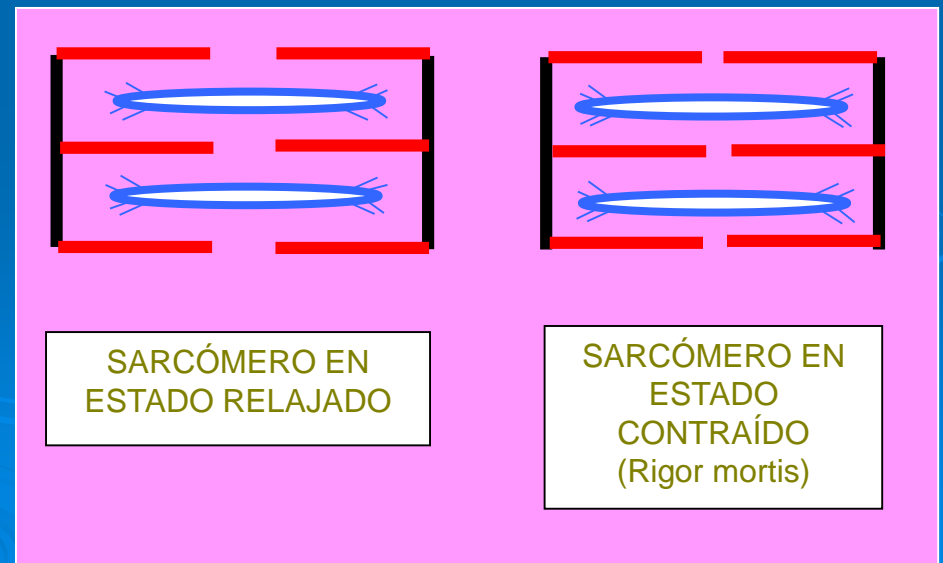 SARCÓMERO EN
ESTADO RELAJADO
SARCÓMERO EN
ESTADO
CONTRAÍDO
(Rigor mortis)